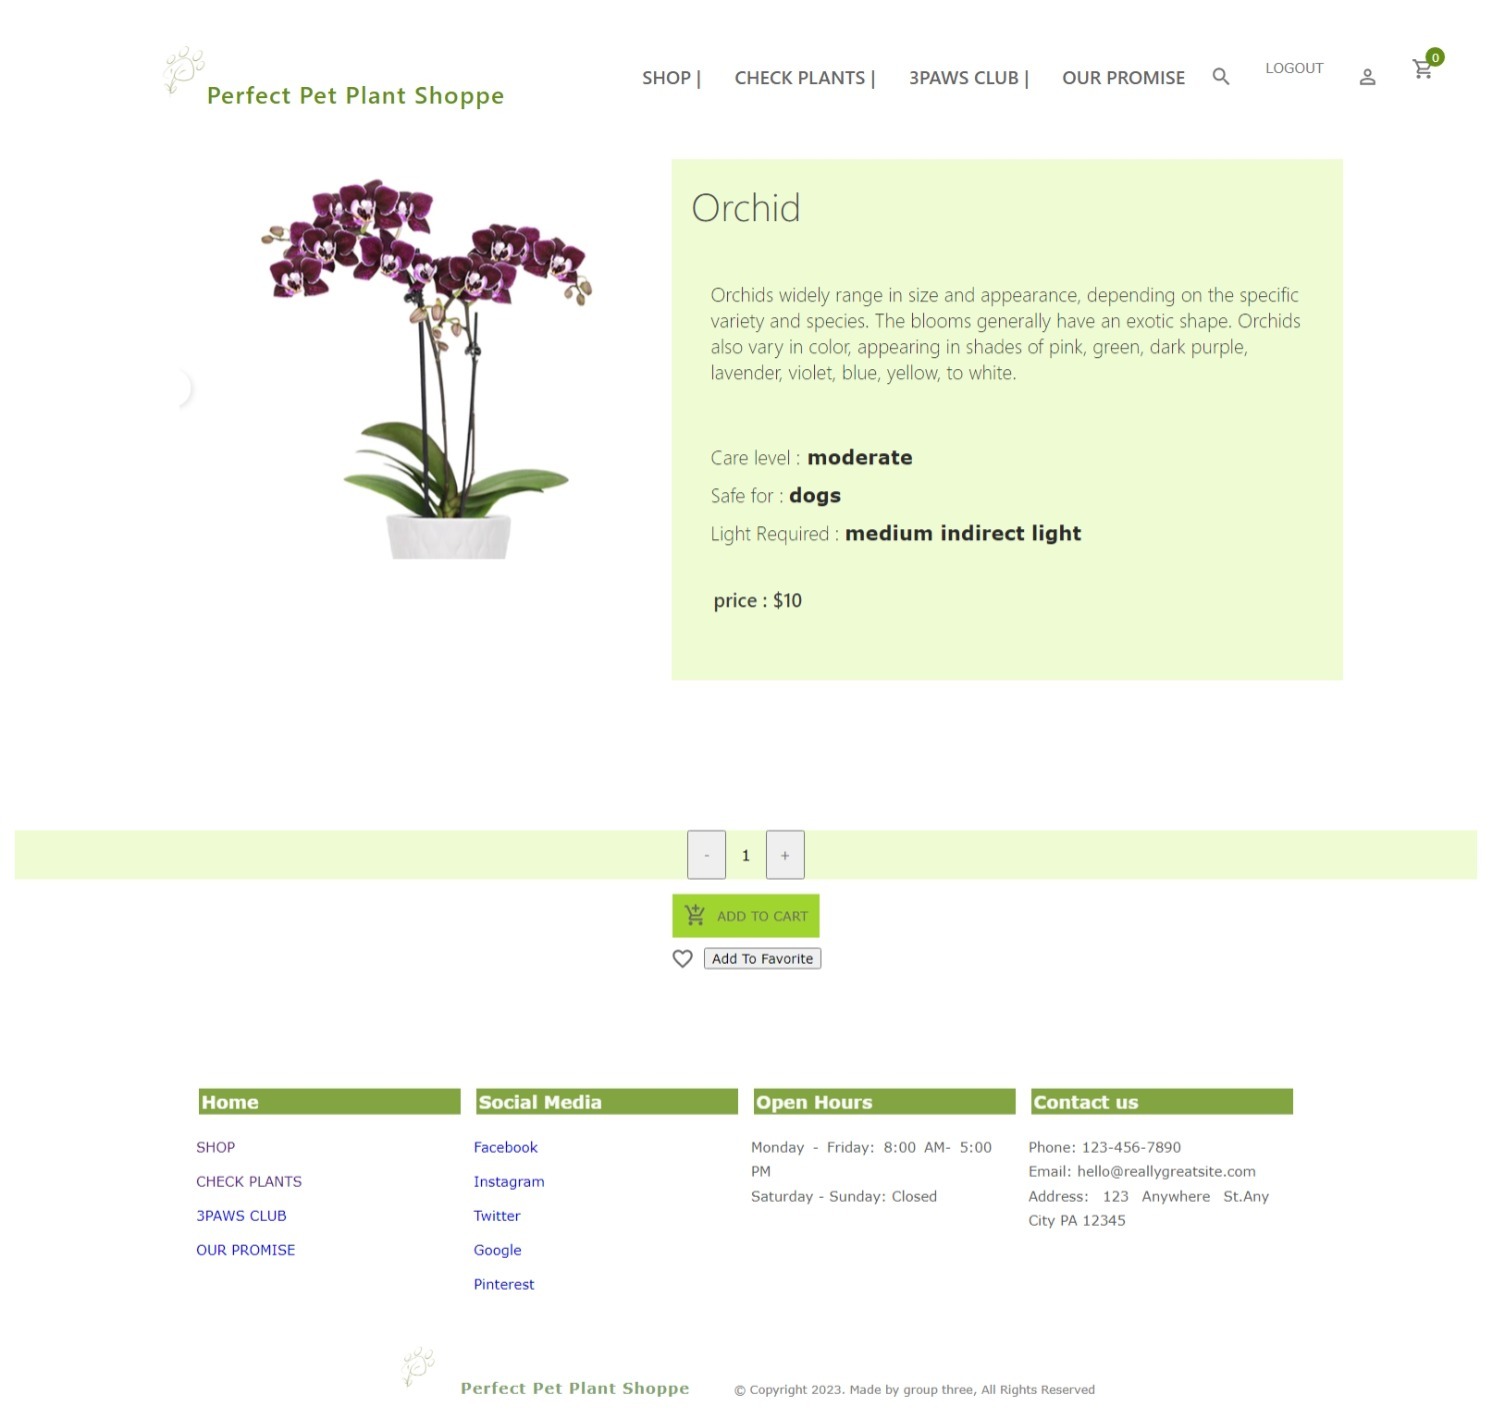 Perfect Pet Plant Shoppe
SHOP | CHECK PLANTS | 3PAWS CLUB | OUR PROMISE LOGOUT 0
Orchid
Orchids widely range in size and appearance, depending on the specific
variety and species. The blooms generally have an exotic shape. Orchids
also vary in color, appearing in shades of pink, green, dark purple,
lavender, violet, blue, yellow, to white.
Care level : moderate
Safe for : dogs
Light Required : medium indirect light
price : $10
- 1 +
ADD TO CART
Add To Favorite
Home
SHOP
CHECK PLANTS
3PAWS CLUB
OUR PROMISE
Social Media
Facebook
Instagram
Twitter
Google
Pinterest
Open Hours
Monday - Friday: 8:00 AM- 5:00
PM
Saturday - Sunday: Closed
Contact us
Phone: 123-456-7890
Email: hello@reallygreatsite.com
Address: 123 Anywhere St.Any
City PA 12345
Perfect Pet Plant Shoppe
© Copyright 2023. Made by group three, All Rights Reserved